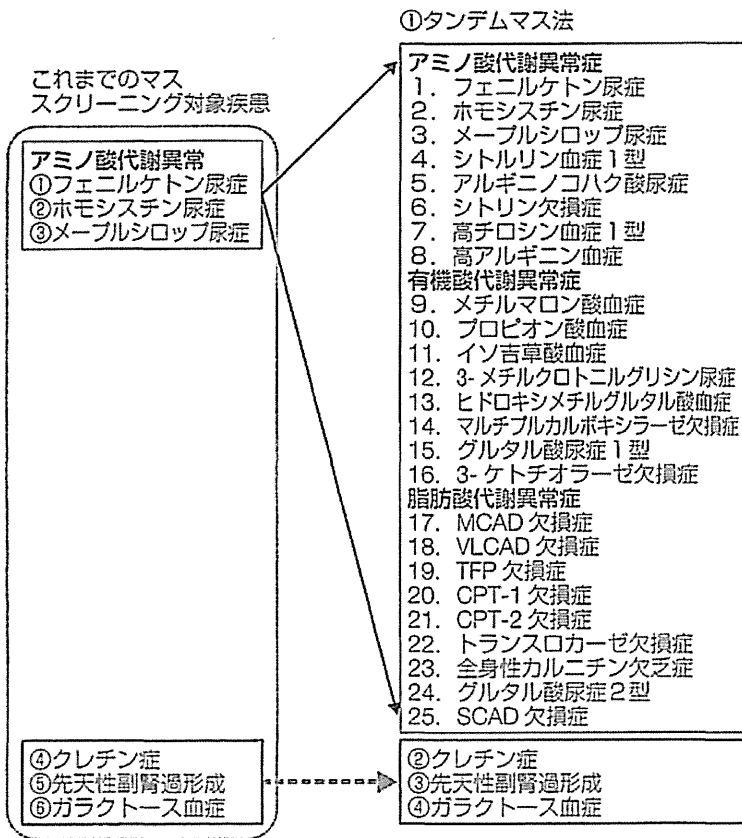 ①タンデムマス法
これまでのマス
スクリーニング対象疾患
アミノ酸代謝異常
①フェニルケトン尿症
②ホモシスチン尿症
③メープルシロップ尿症
④クレチン症
⑤先天性副腎過形成
⑥ガラクトース血症
アミノ酸代謝異常症
1. フェニルケトン尿症
2. ホモシスチン尿症
3. メープルシロップ尿症
4. シトルリン血症1型
5. アルギニノコハク酸尿症
6. シトリン欠損症
7. 高チロシン血症1型
8. 高アルギニン血症
有機酸代謝異常症
9. メチルマロン酸血症
10. プロピオン酸血症
11. イソ吉草酸血症
12. 3-メチルクロトニルグリシン尿症
13. ヒドロキシメチルグルタル酸血症
14. マルチプルカルボキシラーゼ欠損症
15. グルタル酸尿症1型
16. 3-ケトチオラーゼ欠損症
脂肪酸代謝異常症
17. MCAD欠損症
18. VLCAD欠損症
19. TFP欠損症
20. CPT-1欠損症
21. CPT-2欠損症
22. トランスロカーゼ欠損症
23. 全身性カルニチン欠乏症
24. グルタル酸尿症2型
25. SCAD欠損症
②クレチン症
③先天性副腎過形成
④ガラクトース血症